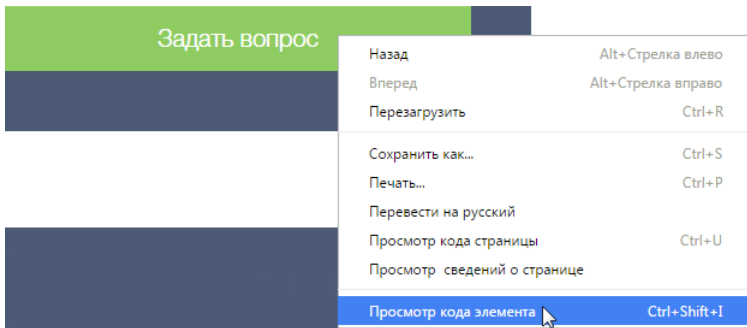 Задать вопрос
Назад Alt+Стрелка влево
Вперед Alt+Стрелка вправо
Перезагрузить Ctrl+R
Сохранить как... Ctrl+S
Печать... Ctrl+P
Перевести на русский
Просмотр кода страницы Ctrl+U
Просмотр сведений о странице
Просмотр кода элемента Ctrl+Shift+I